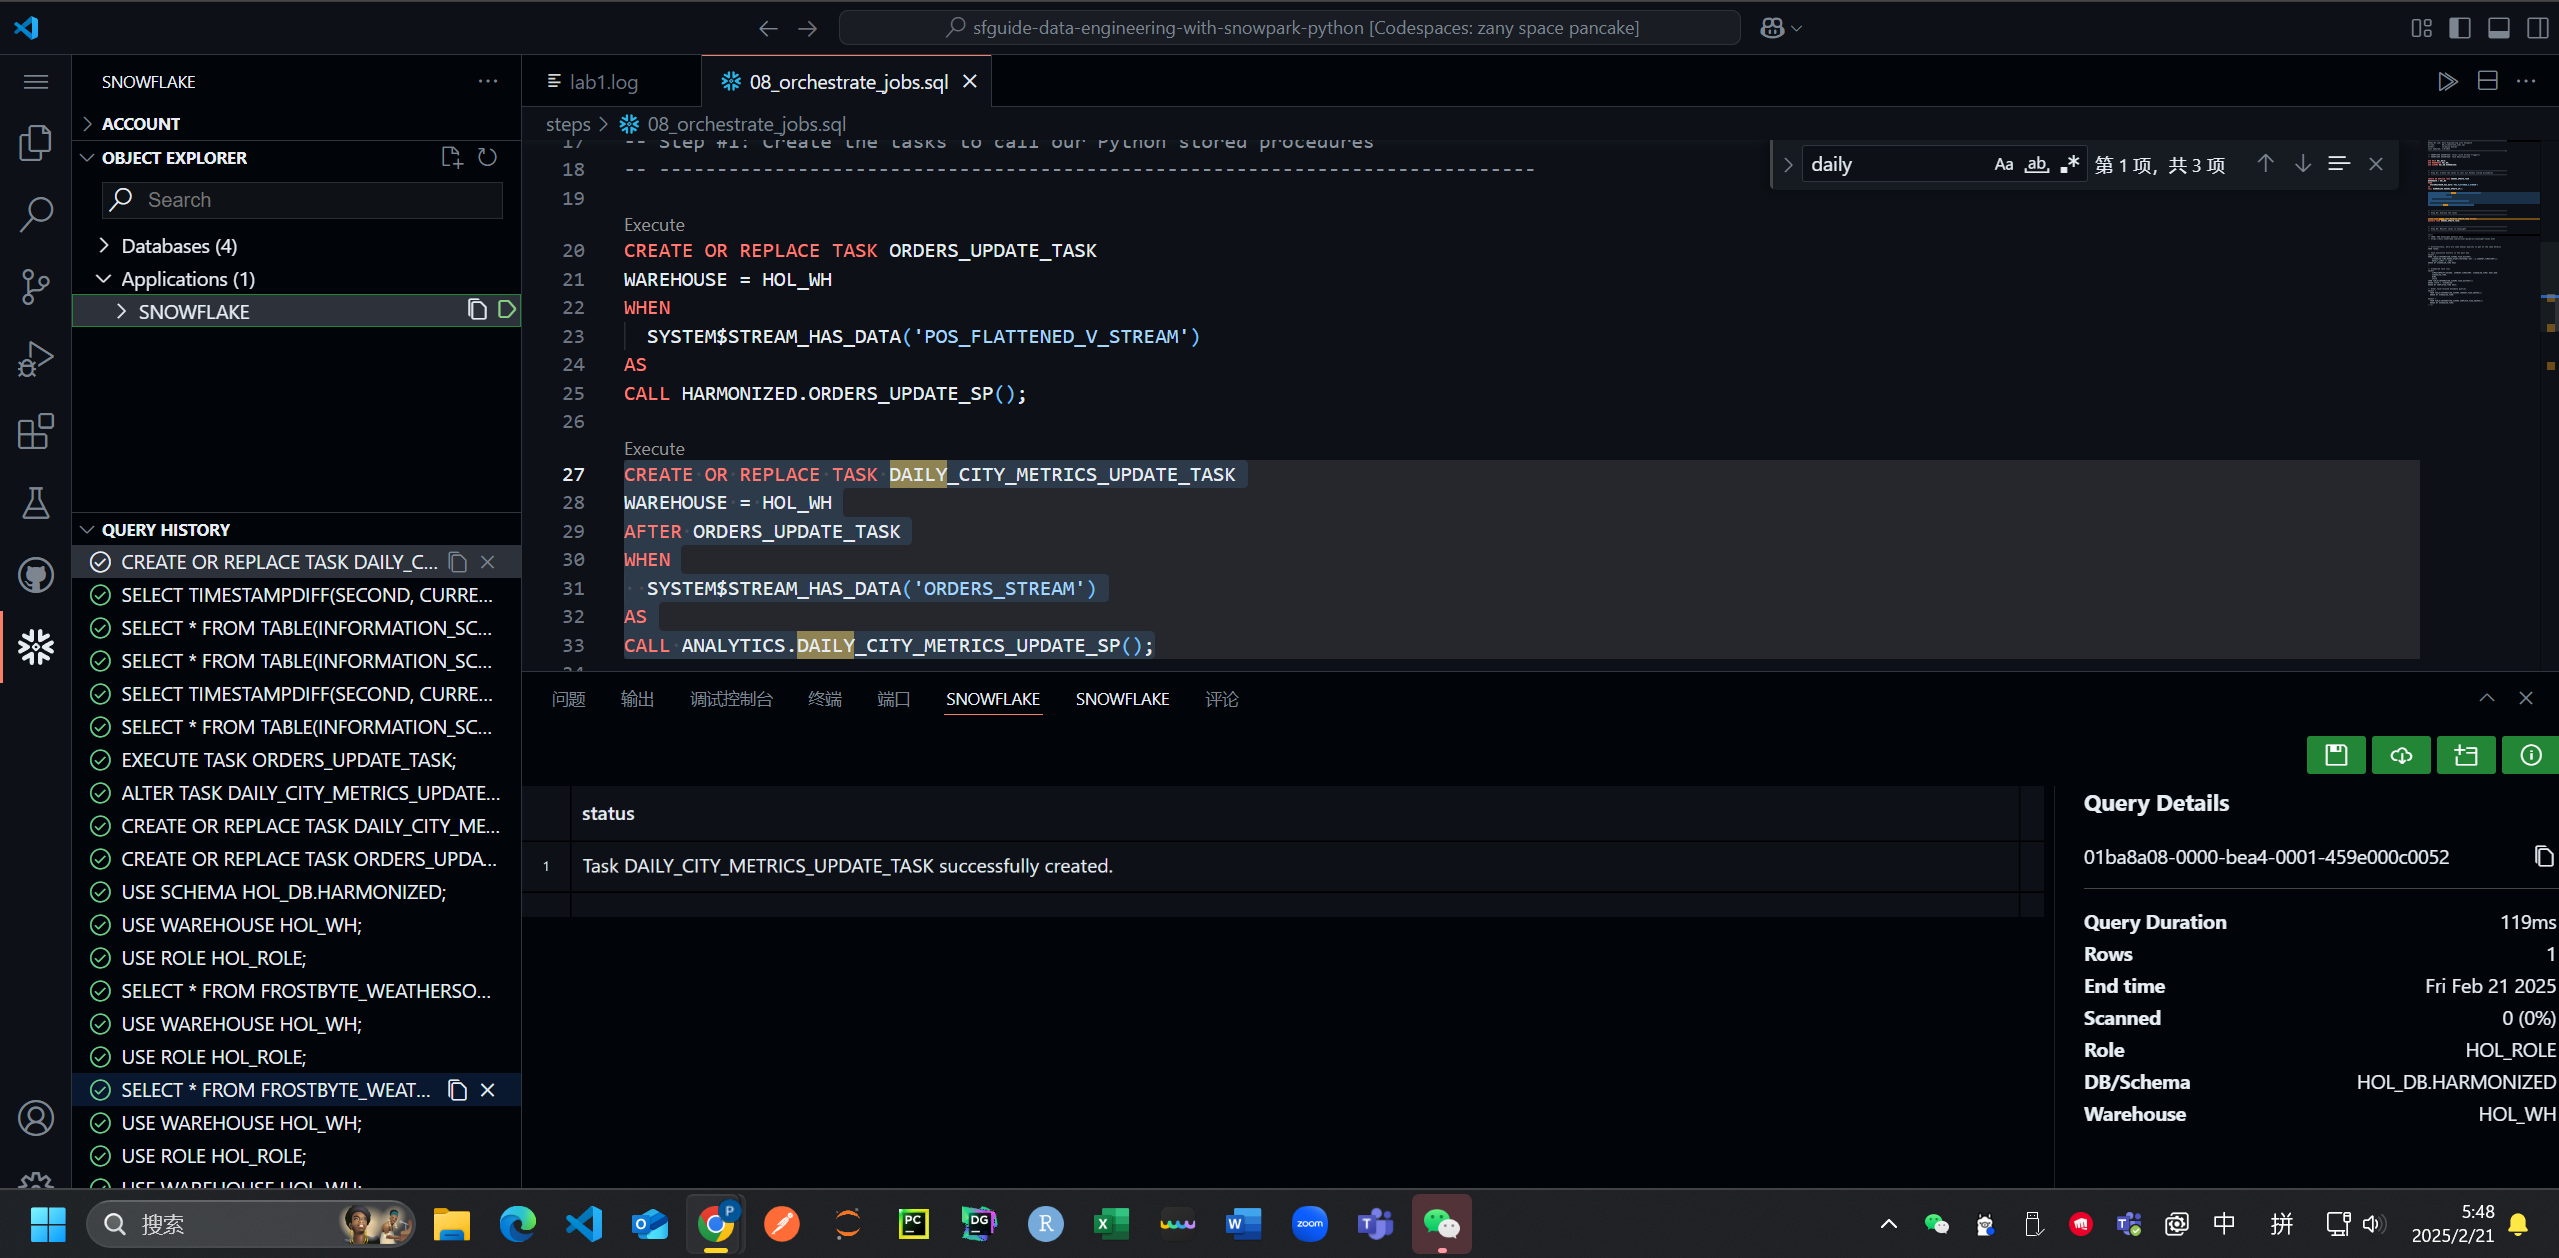 sfguide-data-engineering-with-snowpark-python [Codespaces: zany space pancake]
SNOWFLAKE
ACCOUNT
OBJECT EXPLORER
Search
Databases (4)
Applications (1)
SNOWFLAKE
QUERY HISTORY
CREATE OR REPLACE TASK DAILY_C...
SELECT TIMESTAMPDIFF(SECOND, CURRE...
SELECT * FROM TABLE(INFORMATION_SC...
SELECT * FROM TABLE(INFORMATION_SC...
SELECT TIMESTAMPDIFF(SECOND, CURRE...
SELECT * FROM TABLE(INFORMATION_SC...
EXECUTE TASK ORDERS_UPDATE_TASK;
ALTER TASK DAILY_CITY_METRICS_UPDATE...
CREATE OR REPLACE TASK DAILY_CITY_ME...
CREATE OR REPLACE TASK ORDERS_UPDA...
USE SCHEMA HOL_DB.HARMONIZED;
USE WAREHOUSE HOL_WH;
USE ROLE HOL_ROLE;
SELECT * FROM FROSTBYTE_WEATHERSO...
USE WAREHOUSE HOL_WH;
USE ROLE HOL_ROLE;
SELECT * FROM FROSTBYTE_WEAT...
USE WAREHOUSE HOL_WH;
USE ROLE HOL_ROLE;
USE WAREHOUSE HOL_WH;
lab1.log
08_orchestrate_jobs.sql
steps > 08_orchestrate_jobs.sql
daily
Aa ab .* 第 1 项，共 3 项
17 -- Step #1: Create the tasks to call our Python stored procedures
18 -- ----------------------------------------------------------------------------
19
Execute
20 CREATE OR REPLACE TASK ORDERS_UPDATE_TASK
21 WAREHOUSE = HOL_WH
22 WHEN
23 SYSTEM$STREAM_HAS_DATA('POS_FLATTENED_V_STREAM')
24 AS
25 CALL HARMONIZED.ORDERS_UPDATE_SP();
26
Execute
27 CREATE OR REPLACE TASK DAILY_CITY_METRICS_UPDATE_TASK
28 WAREHOUSE = HOL_WH
29 AFTER ORDERS_UPDATE_TASK
30 WHEN
31 SYSTEM$STREAM_HAS_DATA('ORDERS_STREAM')
32 AS
33 CALL ANALYTICS.DAILY_CITY_METRICS_UPDATE_SP();
34
问题 输出 调试控制台 终端 端口 SNOWFLAKE SNOWFLAKE 评论
status
1 Task DAILY_CITY_METRICS_UPDATE_TASK successfully created.
Query Details
01ba8a08-0000-bea4-0001-459e000c0052
Query Duration 119ms
Rows 1
End time Fri Feb 21 2025
Scanned 0 (0%)
Role HOL_ROLE
DB/Schema HOL_DB.HARMONIZED
Warehouse HOL_WH
搜索
P
PC
DG
R
zoom
中
拼
5:48
2025/2/21